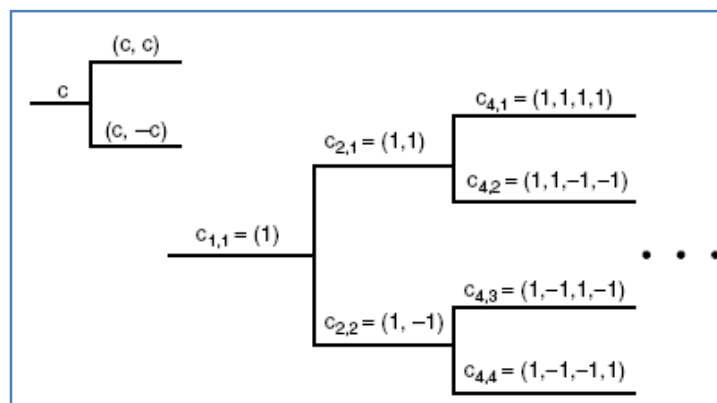 (c, c)
c
(c, –c)
c4,1 = (1,1,1,1)
c2,1 = (1,1)
c4,2 = (1,1,–1,–1)
c1,1 = (1)
c4,3 = (1,–1,1,–1)
c2,2 = (1, –1)
c4,4 = (1,–1,–1,1)